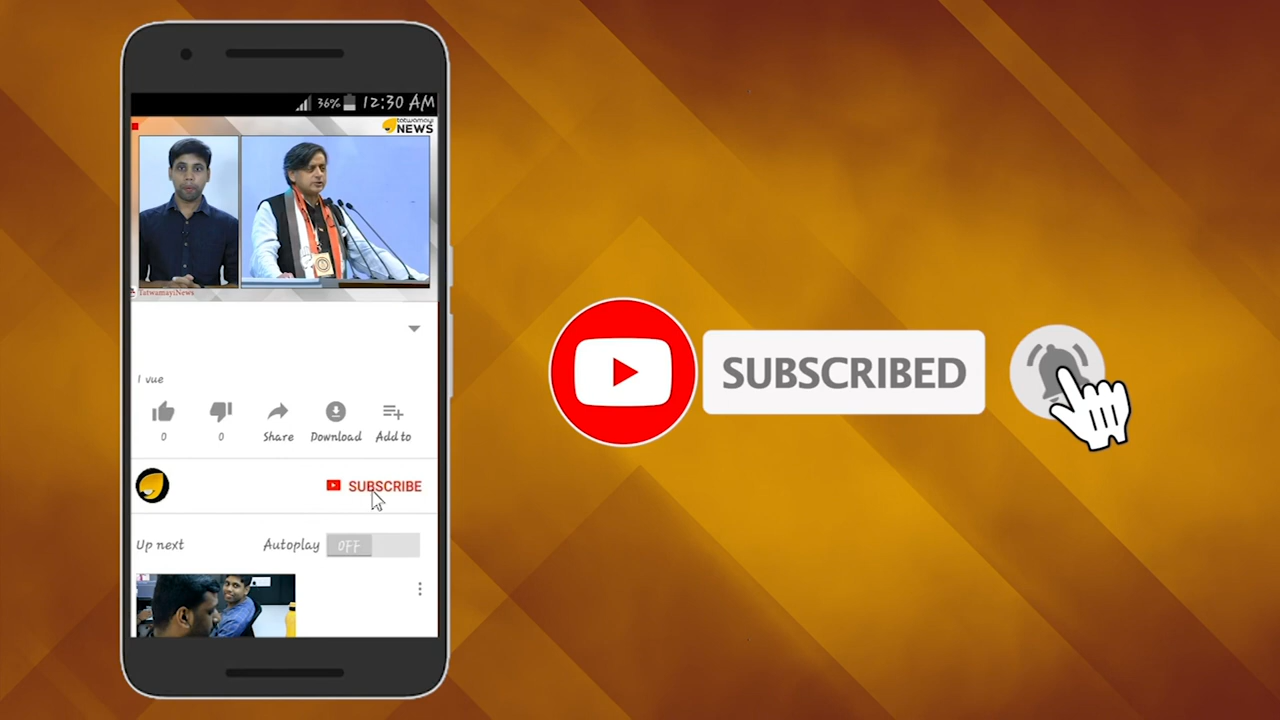 36% 12:30 AM
tatwamayi
NEWS
TatwamayiNews
1 vue
0 0 Share Download Add to
SUBSCRIBE
Up next Autoplay OFF
SUBSCRIBED